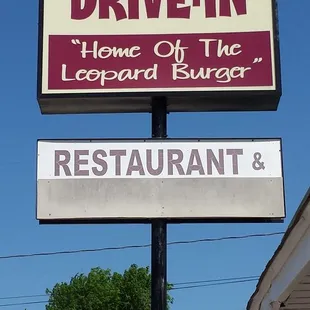 DRIVE-IN
"Home Of The
Leopard Burger"
RESTAURANT &